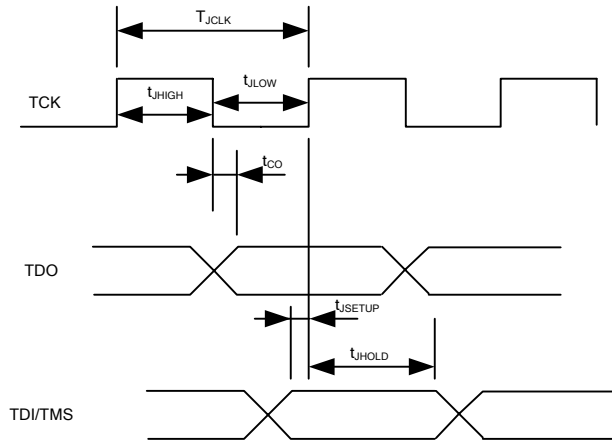 TJCLK
TCK
tJHIGH
tJLOW
tCO
TDO
tJSETUP
tJHOLD
TDI/TMS